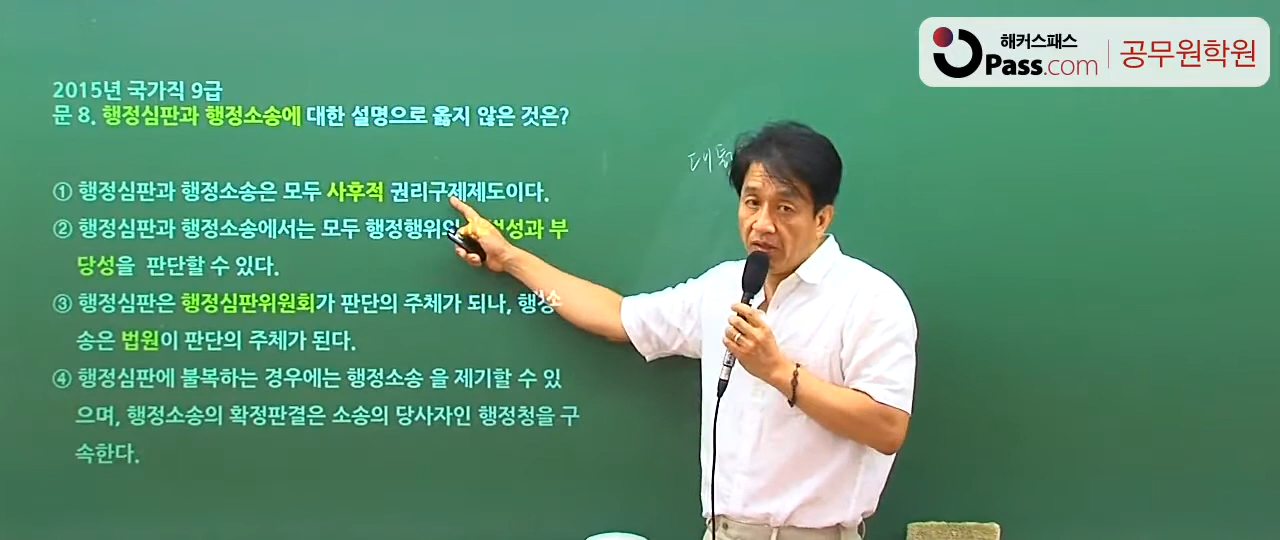 해커스패스
Pass.com
공무원학원
2015년 국가직 9급
문 8. 행정심판과 행정소송에 대한 설명으로 옳지 않은 것은?
① 행정심판과 행정소송은 모두 사후적 권리구제제도이다.
② 행정심판과 행정소송에서는 모두 행정행위의 성과 부
당성을 판단할 수 있다.
③ 행정심판은 행정심판위원회가 판단의 주체가 되나, 행정소
송은 법원이 판단의 주체가 된다.
④ 행정심판에 불복하는 경우에는 행정소송 을 제기할 수 있
으며, 행정소송의 확정판결은 소송의 당사자인 행정청을 구
속한다.